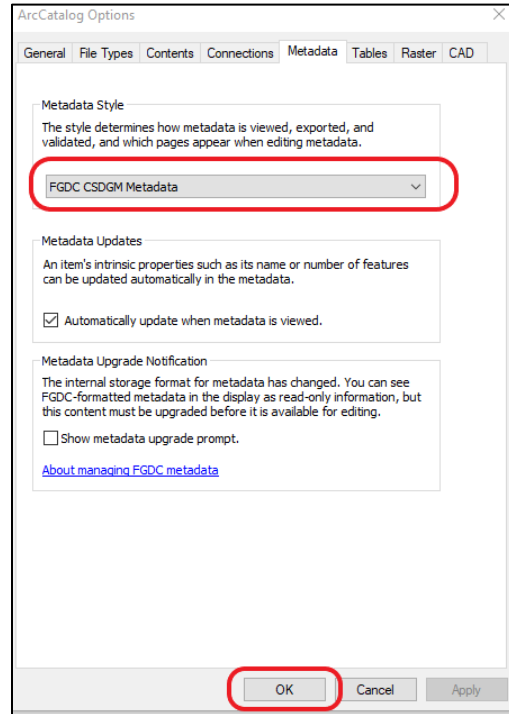 ArcCatalog Options
General File Types Contents Connections Metadata Tables Raster CAD
Metadata Style
The style determines how metadata is viewed, exported, and
validated, and which pages appear when editing metadata.
FGDC CSDGM Metadata
Metadata Updates
An item's intrinsic properties such as its name or number of features
can be updated automatically in the metadata.
Automatically update when metadata is viewed.
Metadata Upgrade Notification
The internal storage format for metadata has changed. You can see
FGDC-formatted metadata in the display as read-only information, but
this content must be upgraded before it is available for editing.
Show metadata upgrade prompt.
About managing FGDC metadata
OK Cancel Apply